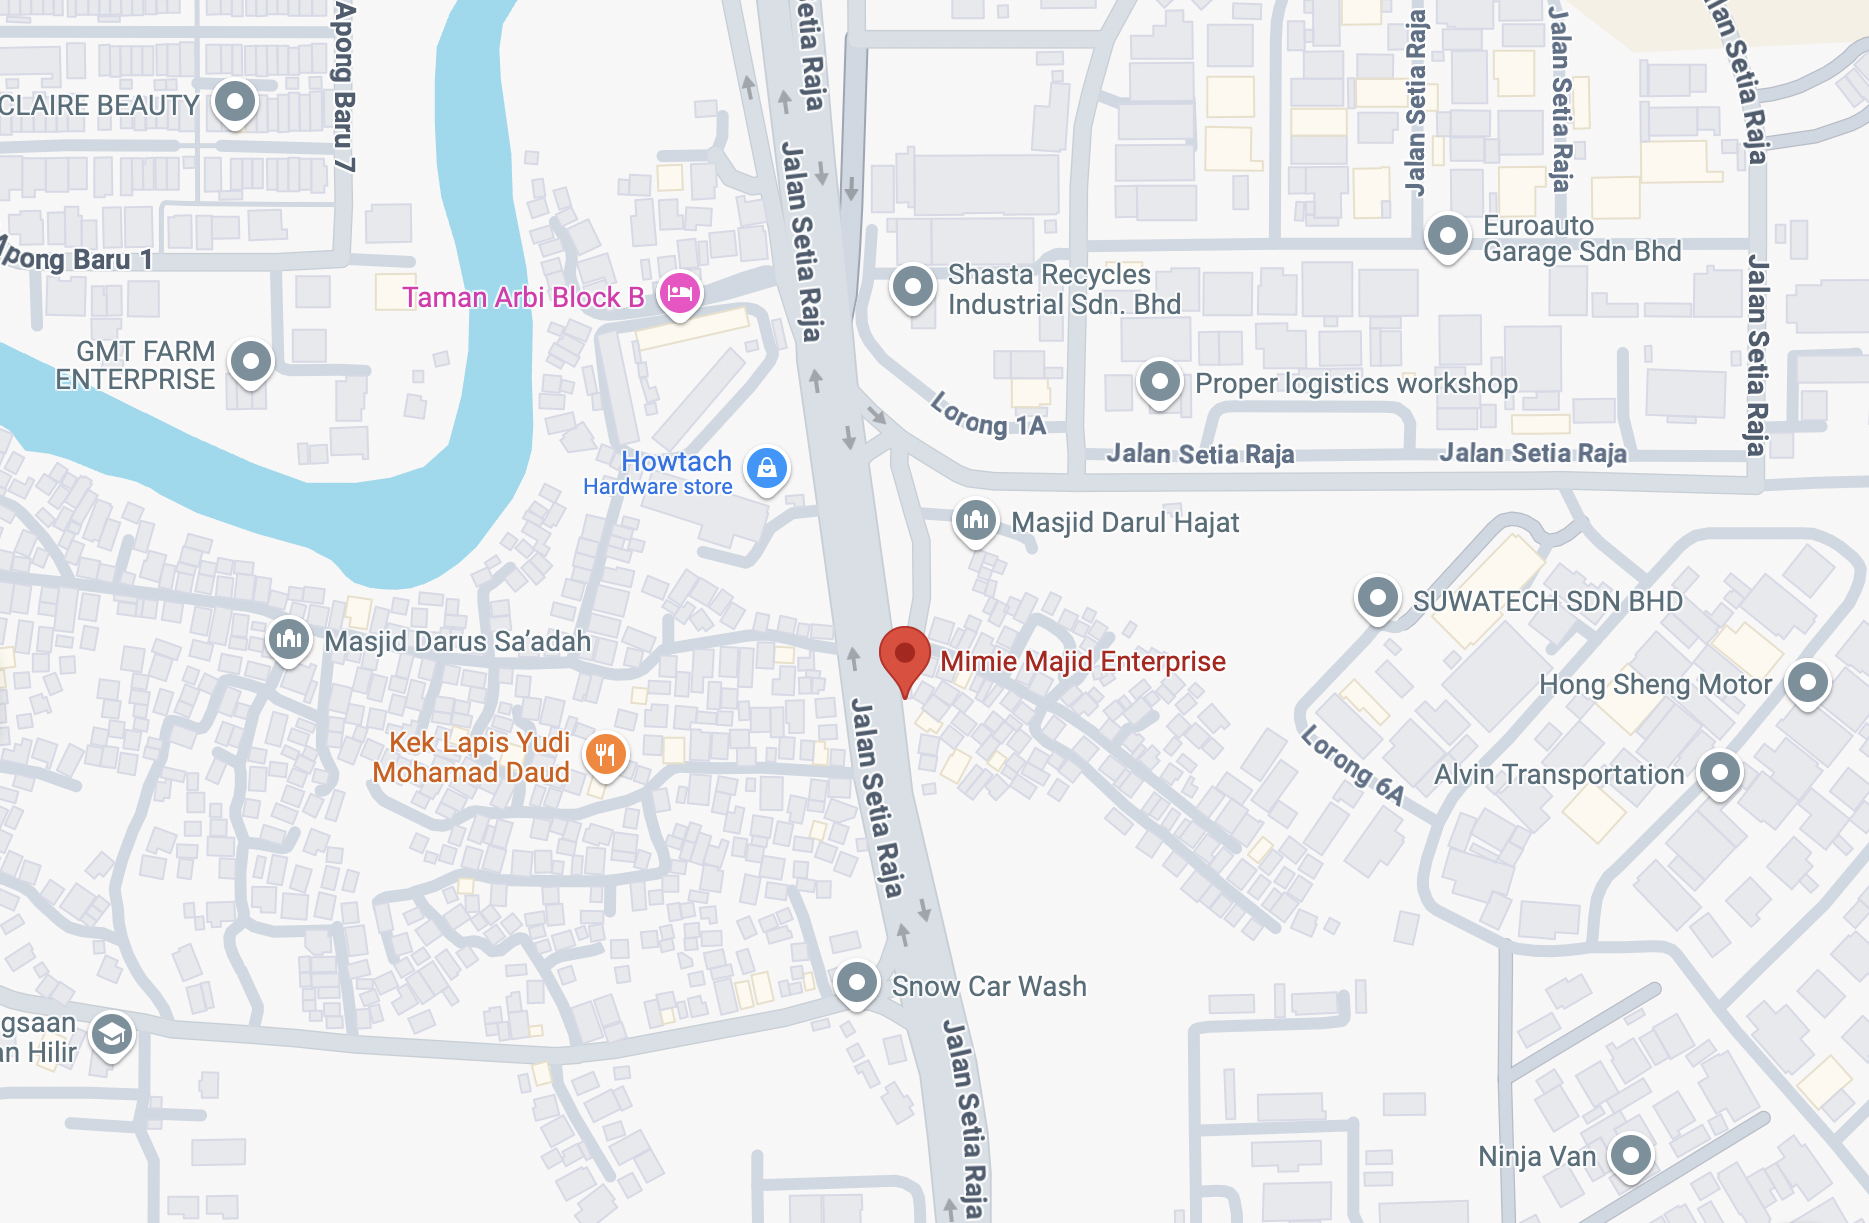 Setia Raja
Apong Baru 7
Jalan Setia Raja
Jalan Setia Raja
Jalan Setia Raja
CLAIRE BEAUTY
Jalan Setia Raja
Euroauto
Garage Sdn Bhd
Apong Baru 1
Taman Arbi Block B
Shasta Recycles
Industrial Sdn. Bhd
Jalan Setia Raja
GMT FARM
ENTERPRISE
Proper logistics workshop
Lorong 1A
Jalan Setia Raja
Jalan Setia Raja
Howtach
Hardware store
Masjid Darul Hajat
SUWATECH SDN BHD
Masjid Darus Sa'adah
Mimie Majid Enterprise
Hong Sheng Motor
Jalan Setia Raja
Kek Lapis Yudi
Mohamad Daud
Lorong 6A
Alvin Transportation
Snow Car Wash
gsaan
an Hilir
Jalan Setia Raja
Ninja Van